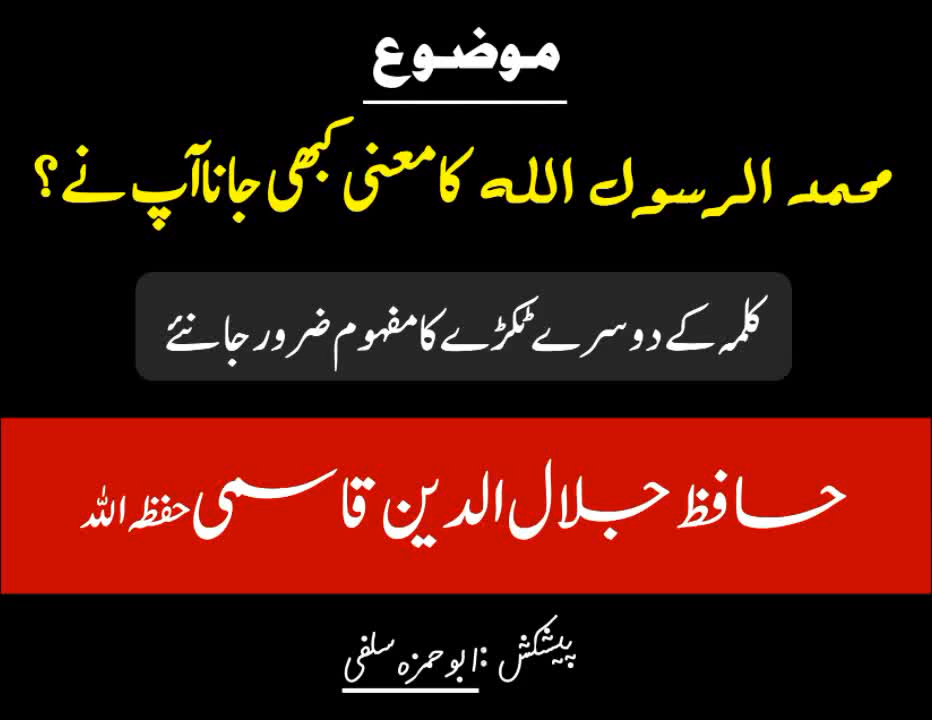 موضوع
محمد الرسول الله کا معنی کبھی جانا آپ نے؟
کلمہ کے دوسرے ٹکڑے کا مفہوم ضرور جانئے
حافظ جلال الدین قاسمی حفظہ اللہ
پیشکش: ابو حمزہ سلفی